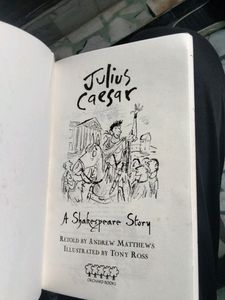 Julius
Caesar
A Shakespeare Story
RETOLD BY ANDREW MATTHEWS
ILLUSTRATED BY TONY ROSS
ORCHARD BOOKS